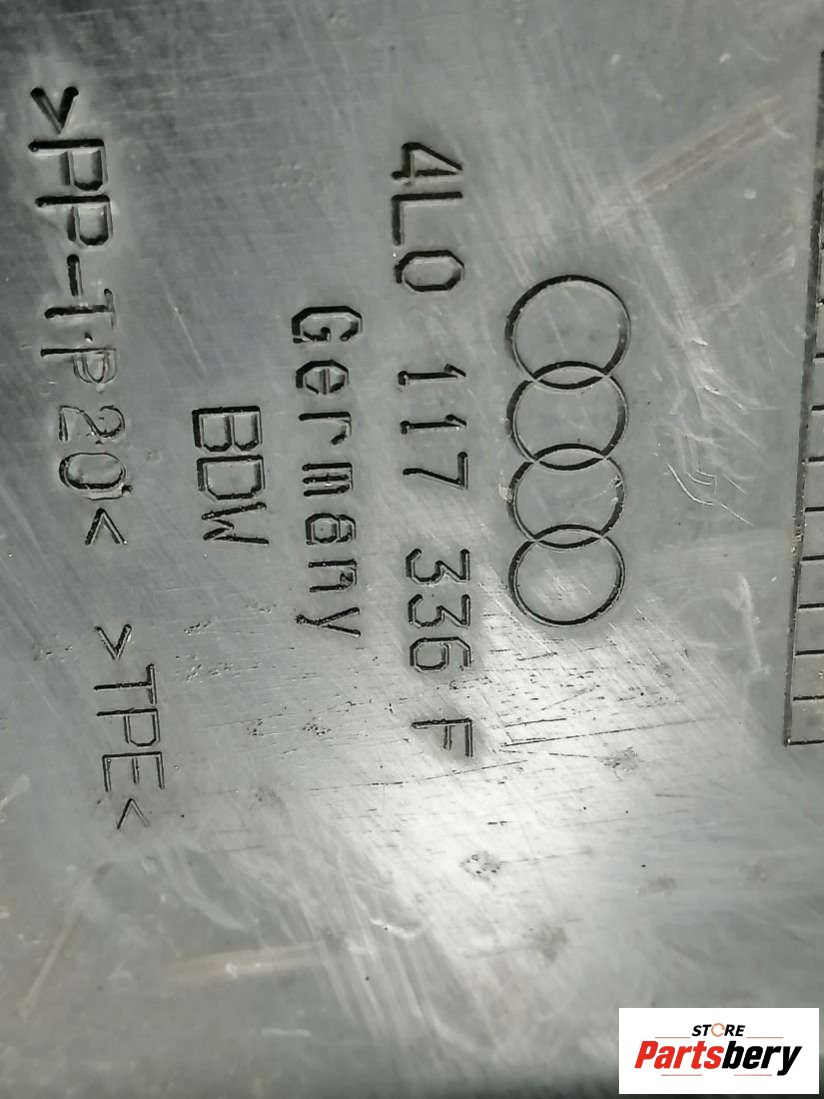 4L0 117 336 F
Germany
BDW
>PP-TP20< >TPE<
STORE
Partsbery